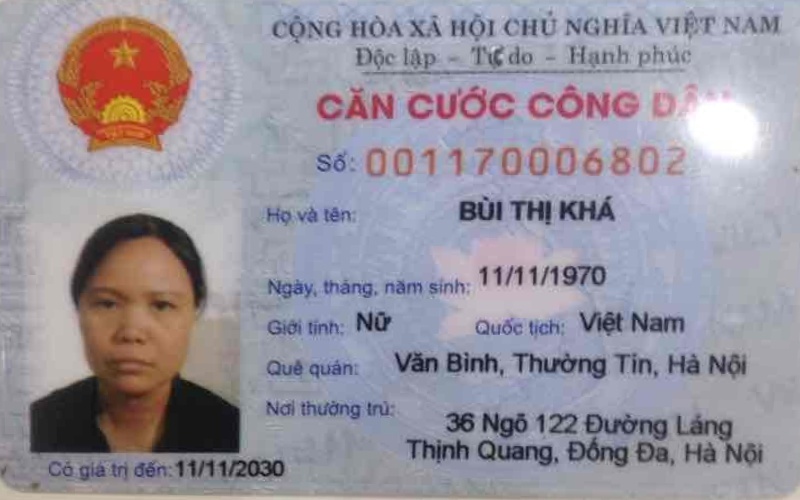 CỘNG HÒA XÃ HỘI CHỦ NGHĨA VIỆT NAM
Độc lập - Tự do - Hạnh phúc
CĂN CƯỚC CÔNG DÂN
Số: 001170006802
Họ và tên: BÙI THỊ KHÁ
Ngày, tháng, năm sinh: 11/11/1970
Giới tính: Nữ Quốc tịch: Việt Nam
Quê quán: Văn Bình, Thường Tín, Hà Nội
Nơi thường trú: 36 Ngõ 122 Đường Láng
Thịnh Quang, Đống Đa, Hà Nội
Có giá trị đến: 11/11/2030